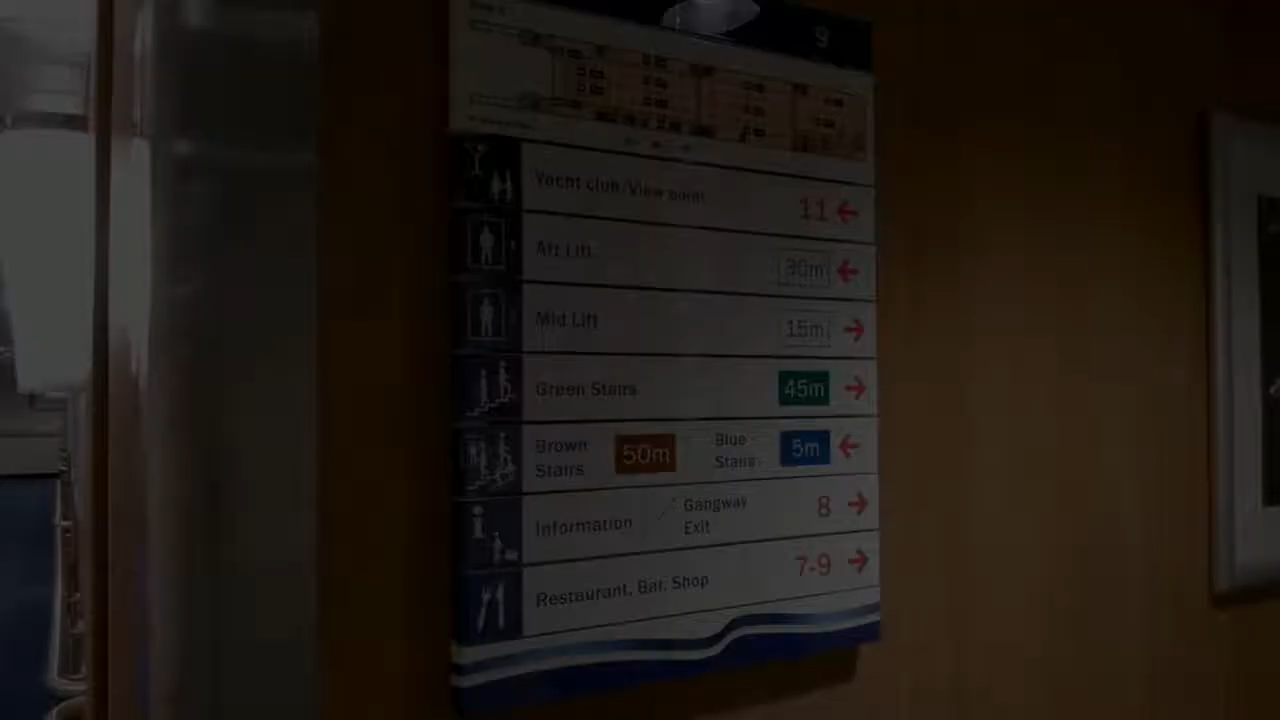 9
Yacht club/View point 11
Aft Lift 30m
Mid Lift 15m
Green Stairs 45m
Brown Stairs 50m Blue Stairs 5m
Information Gangway Exit 8
Restaurant, Bar, Shop 7-9